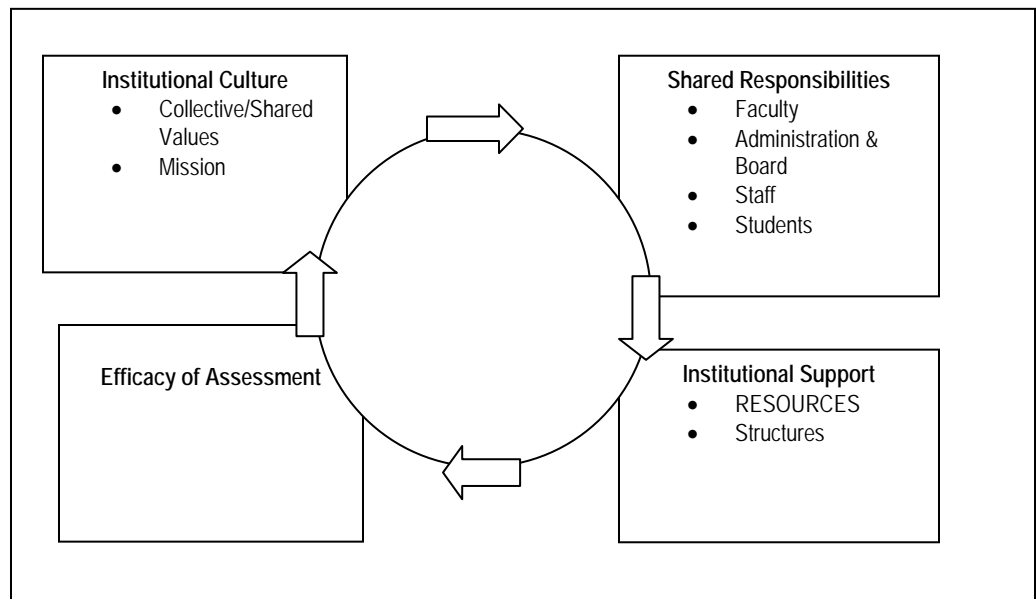 Institutional Culture
• Collective/Shared
Values
• Mission
Shared Responsibilities
• Faculty
• Administration &
Board
• Staff
• Students
Efficacy of Assessment
Institutional Support
• RESOURCES
• Structures